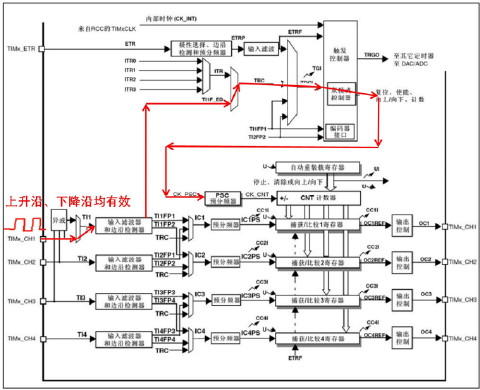 内部时钟 (CK_INT)
来自RCC的TIMxCLK
TIMx_ETR
ETR
极性选择、边沿
检测和预分频器
ETRP
输入滤波
ETRF
触发
控制器
TRGO
至其它定时器
至DAC/ADC
ITR0
ITR1
ITR2
ITR3
ITR
TRC
TI1F_ED
TGI
控制器
复位、使能、
向上/向下、计数
TI1FP1
TI2FP2
编码器
接口
U
自动重装载寄存器
UI
停止、清除或向上/向下
U
CK_PSC
PSC
预分频器
CK_CNT
+/-
CNT 计数器
上升沿、下降沿均有效
异或
TI1
输入滤波器
和边沿检测器
TI1FP1
TI1FP2
TRC
IC1
预分频器
IC1PS
CC1I
U
捕获/比较1寄存器
CC1I
OC1REF
输出
控制
OC1
TIMx_CH1
TIMx_CH1
TIMx_CH2
TI2
输入滤波器
和边沿检测器
TI2FP1
TI2FP2
TRC
IC2
预分频器
IC2PS
CC2I
U
捕获/比较2寄存器
CC2I
OC2REF
输出
控制
OC2
TIMx_CH2
TIMx_CH3
TI3
输入滤波器
和边沿检测器
TI3FP3
TI3FP4
TRC
IC3
预分频器
IC3PS
CC3I
U
捕获/比较3寄存器
CC3I
OC3REF
输出
控制
OC3
TIMx_CH3
TIMx_CH4
TI4
输入滤波器
和边沿检测器
TI4FP3
TI4FP4
TRC
IC4
预分频器
IC4PS
CC4I
U
捕获/比较4寄存器
CC4I
OC4REF
输出
控制
OC4
TIMx_CH4
ETRF